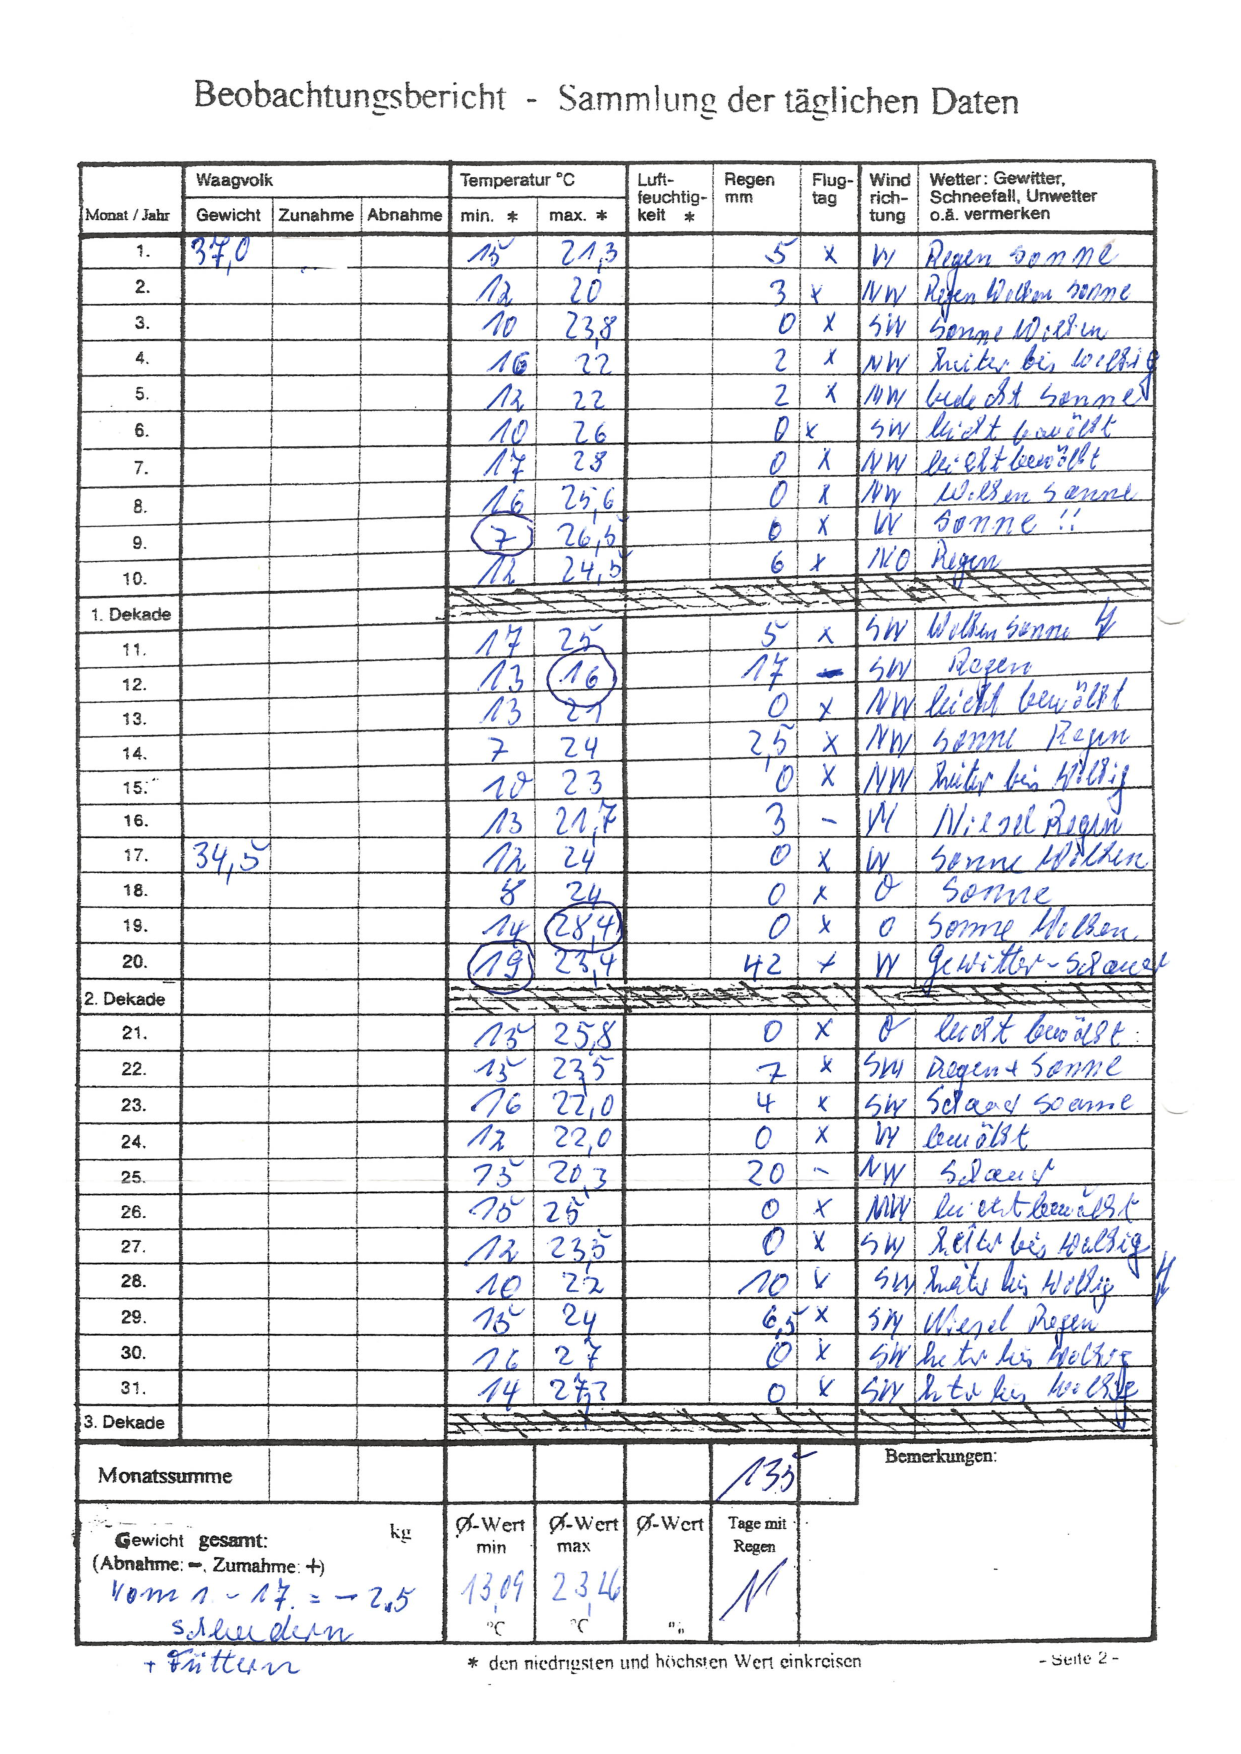 Beobachtungsbericht - Sammlung der täglichen Daten
Monat / Jahr Waagvolk Temperatur °C Luft-feuchtig-keit * Regen mm Flug-tag Wind rich-tung Wetter: Gewitter, Schneefall, Unwetter o.ä. vermerken
Gewicht Zunahme Abnahme min. * max. *
1. 37,0 15 21,3 5 x W Regen Sonne
2. 12 20 3 x NW Regen Wolken Sonne
3. 10 23,8 0 x SW Sonne Wolken
4. 16 22 2 x NW heiter bis wolkig
5. 12 22 2 x NW bedeckt Sonne
6. 10 26 0 x SW leicht bewölkt
7. 17 23 0 x NW leicht bewölkt
8. 16 25,6 0 x NW Wolken Sonne
9. 7 26,5 0 x W Sonne !!
10. 12 24,5 6 x NO Regen
1. Dekade
11. 17 25 5 x SW Wolken Sonne
12. 13 16 17 - SW Regen
13. 13 21 0 x NW leicht bewölkt
14. 7 24 2,5 x NW Sonne Regen
15. 10 23 0 x NW heiter bis wolkig
16. 13 21,7 3 - W Niesel Regen
17. 34,5 12 24 0 x W Sonne Wolken
18. 8 24 0 x O Sonne
19. 14 28,4 0 x O Sonne Wolken
20. 19 23,4 42 + W Gewitter-Schauer
2. Dekade
21. 15 25,8 0 x O leicht bewölkt
22. 15 23,5 7 x SW Regen + Sonne
23. 16 22,0 4 x SW Schauer Sonne
24. 12 22,0 0 x W bewölkt
25. 15 20,3 20 - NW Schauer
26. 15 25 0 x NW leicht bewölkt
27. 12 23,5 0 x SW heiter bis wolkig
28. 10 22 10 x SW heiter bis wolkig
29. 15 24 6,5 x SW Niesel Regen
30. 16 27 0 x SW heiter bis wolkig
31. 14 0 x SW heiter bis wolkig
3. Dekade
Monatssumme 135 Bemerkungen:
Gewicht gesamt: kg Ø-Wert min Ø-Wert max Ø-Wert Tage mit Regen
(Abnahme: -, Zumahme: +)
vom 1. - 17. = - 2,5 13,09 °C 23,46 °C %
schleudern
+ Füttern
* den niedrigsten und höchsten Wert einkreisen
- Seite 2 -